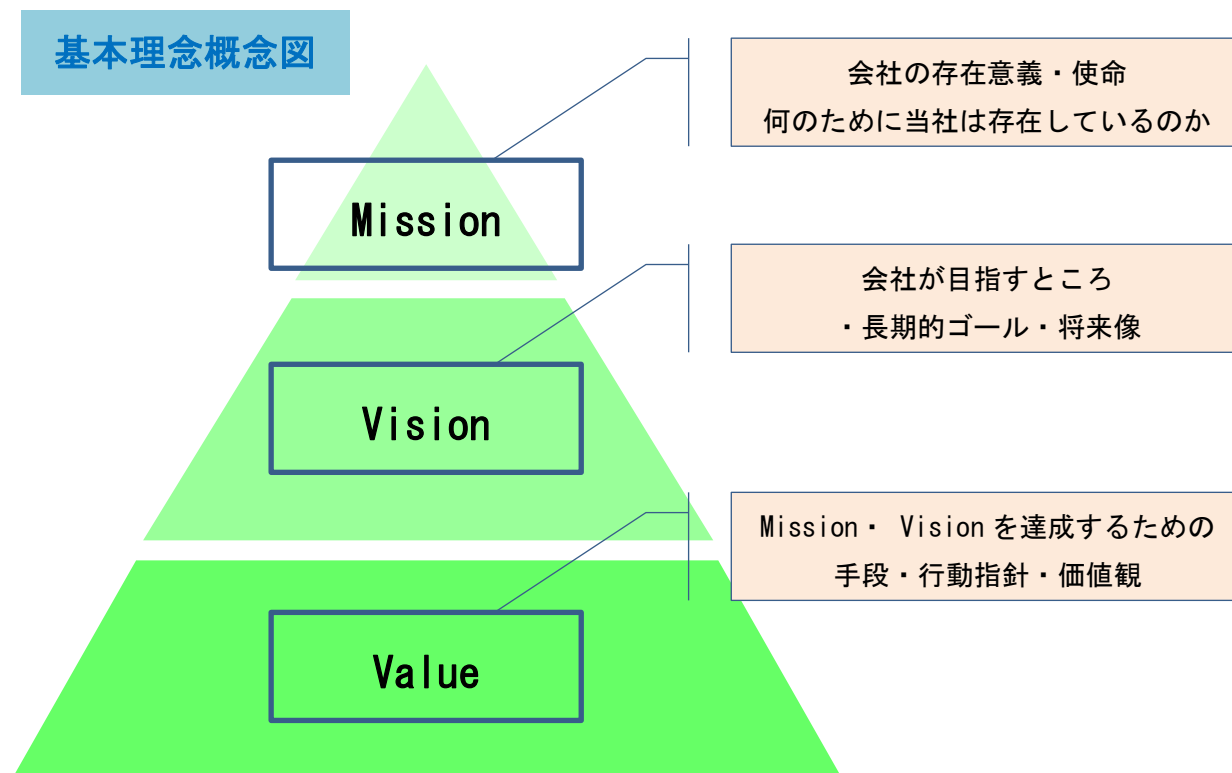 基本理念概念図
会社の存在意義・使命
何のために当社は存在しているのか
Mission
会社が目指すところ
・長期的ゴール・将来像
Vision
Mission・ Vision を達成するための
手段・行動指針・価値観
Value